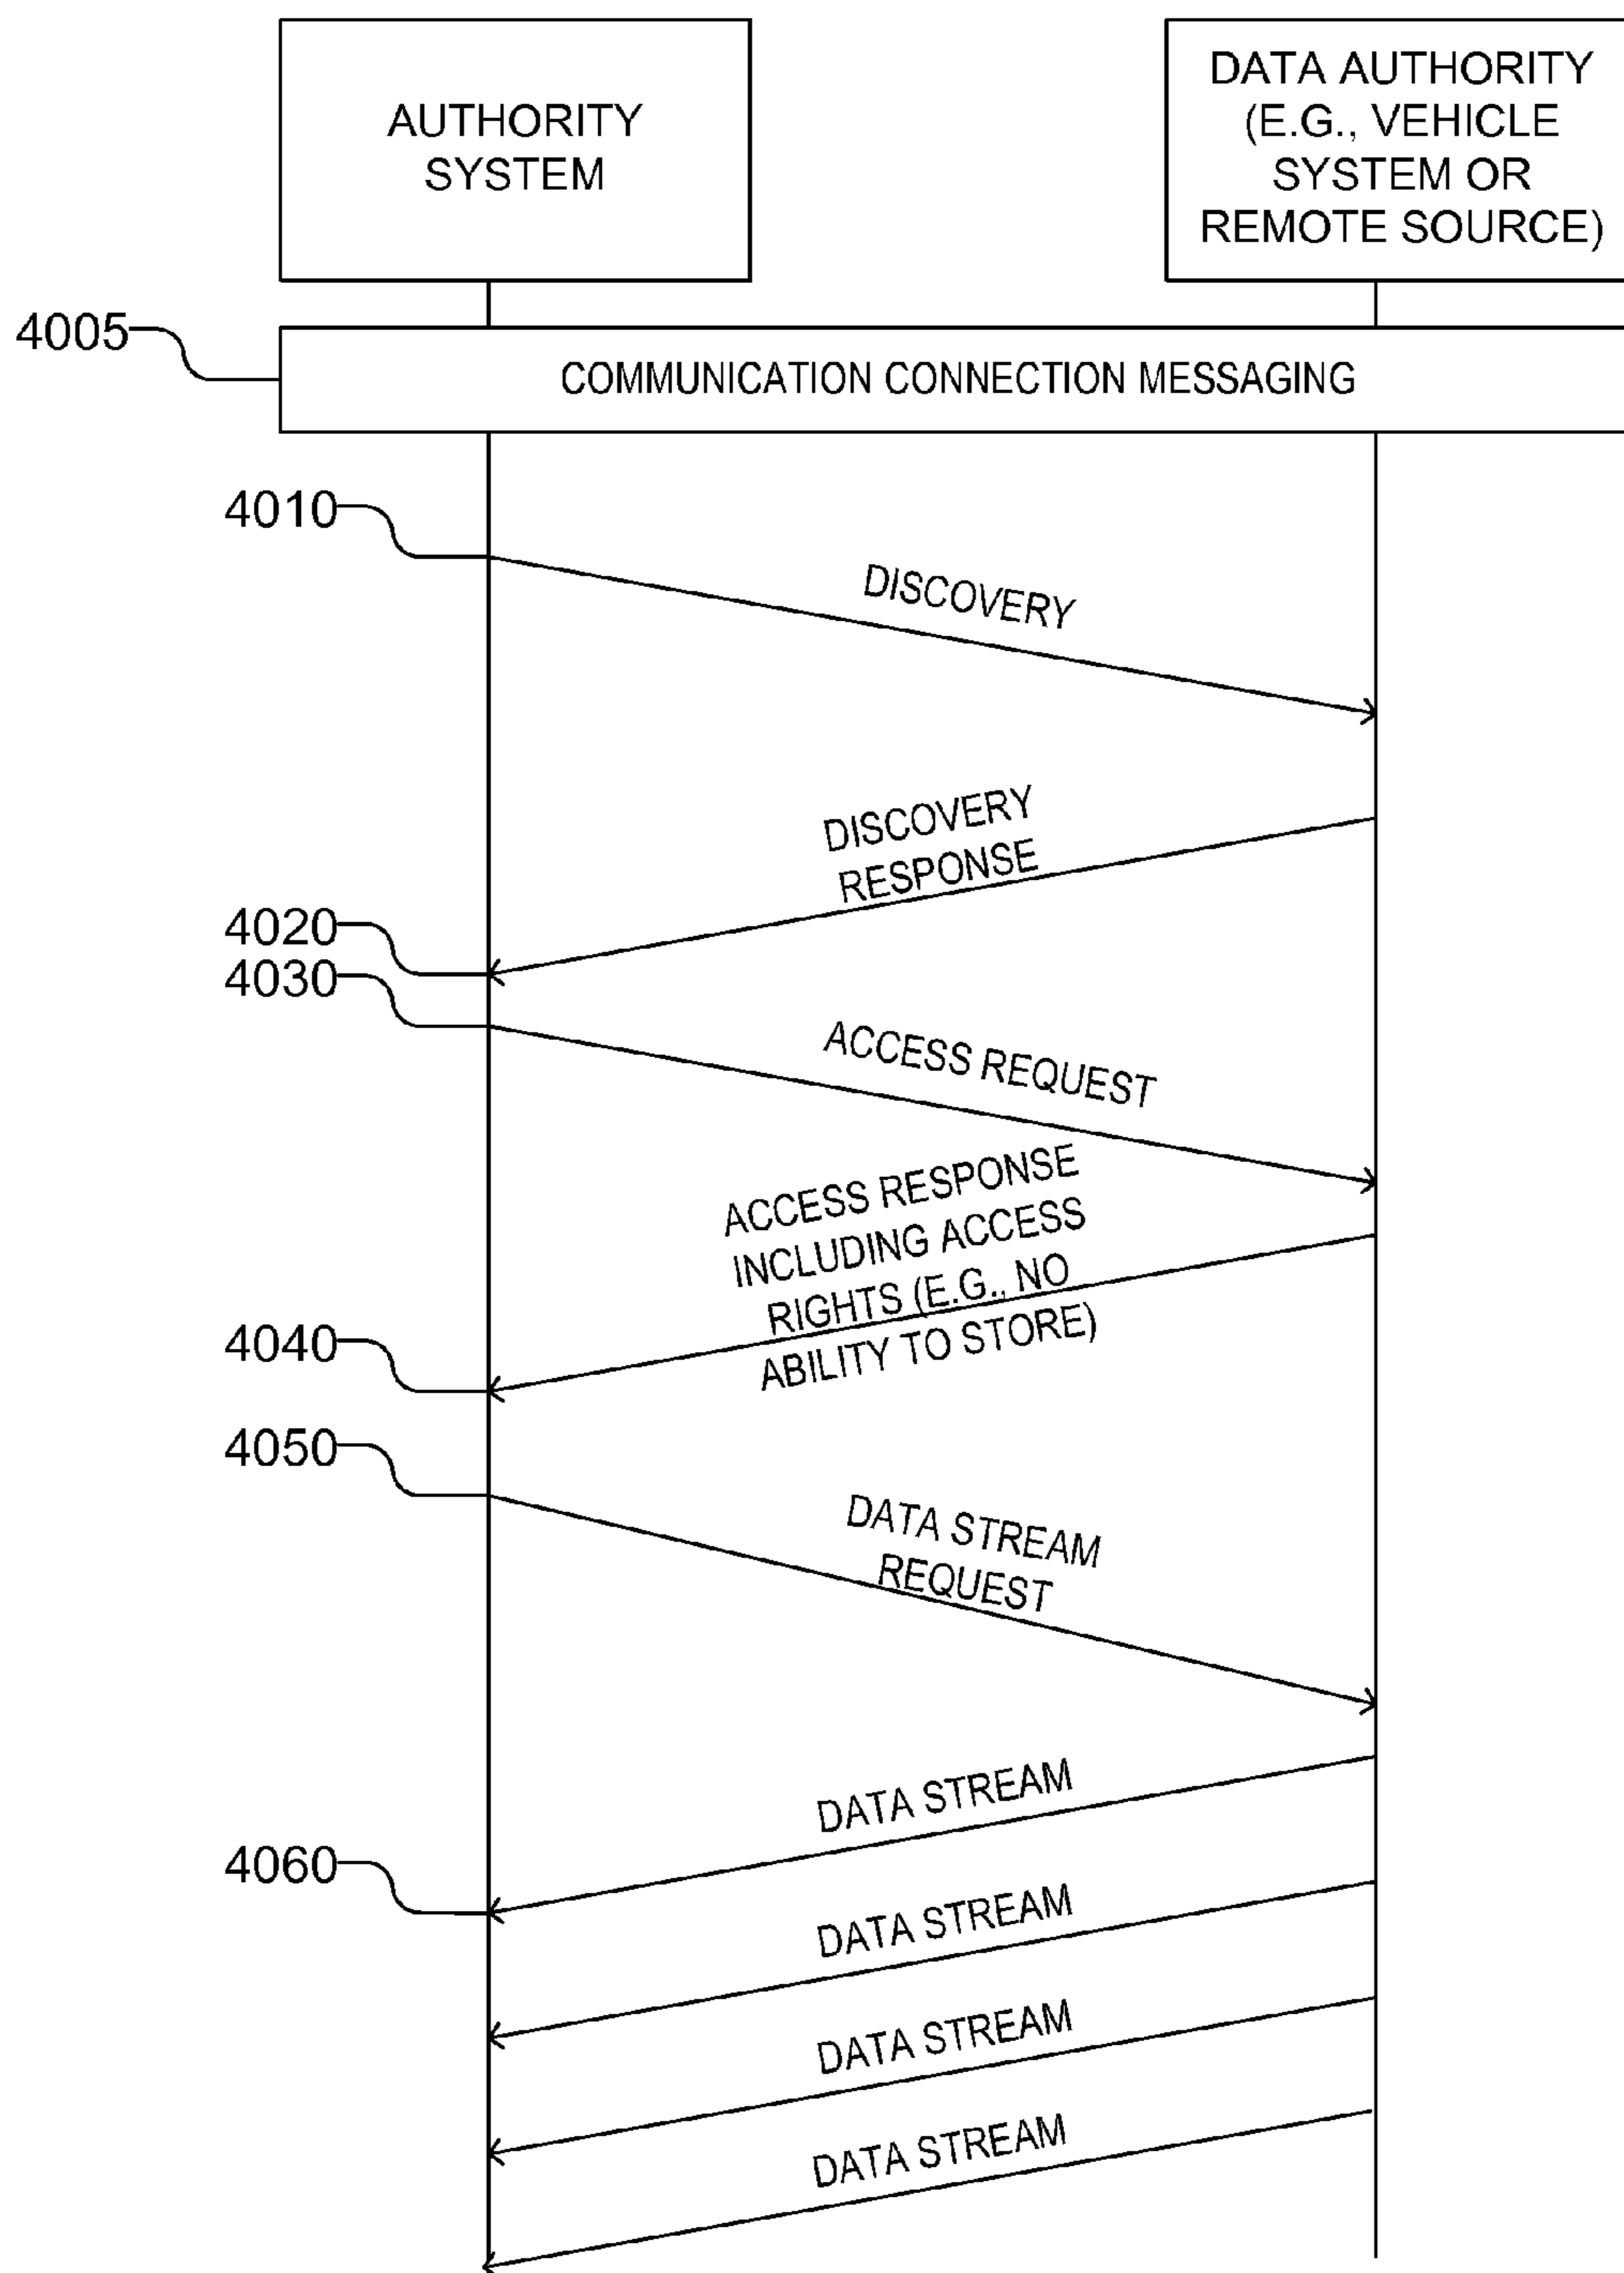 AUTHORITY
SYSTEM
DATA AUTHORITY
(E.G., VEHICLE
SYSTEM OR
REMOTE SOURCE)
4005
COMMUNICATION CONNECTION MESSAGING
4010
DISCOVERY
DISCOVERY
RESPONSE
4020
4030
ACCESS REQUEST
ACCESS RESPONSE
INCLUDING ACCESS
RIGHTS (E.G., NO
ABILITY TO STORE)
4040
4050
DATA STREAM
REQUEST
DATA STREAM
4060
DATA STREAM
DATA STREAM
DATA STREAM